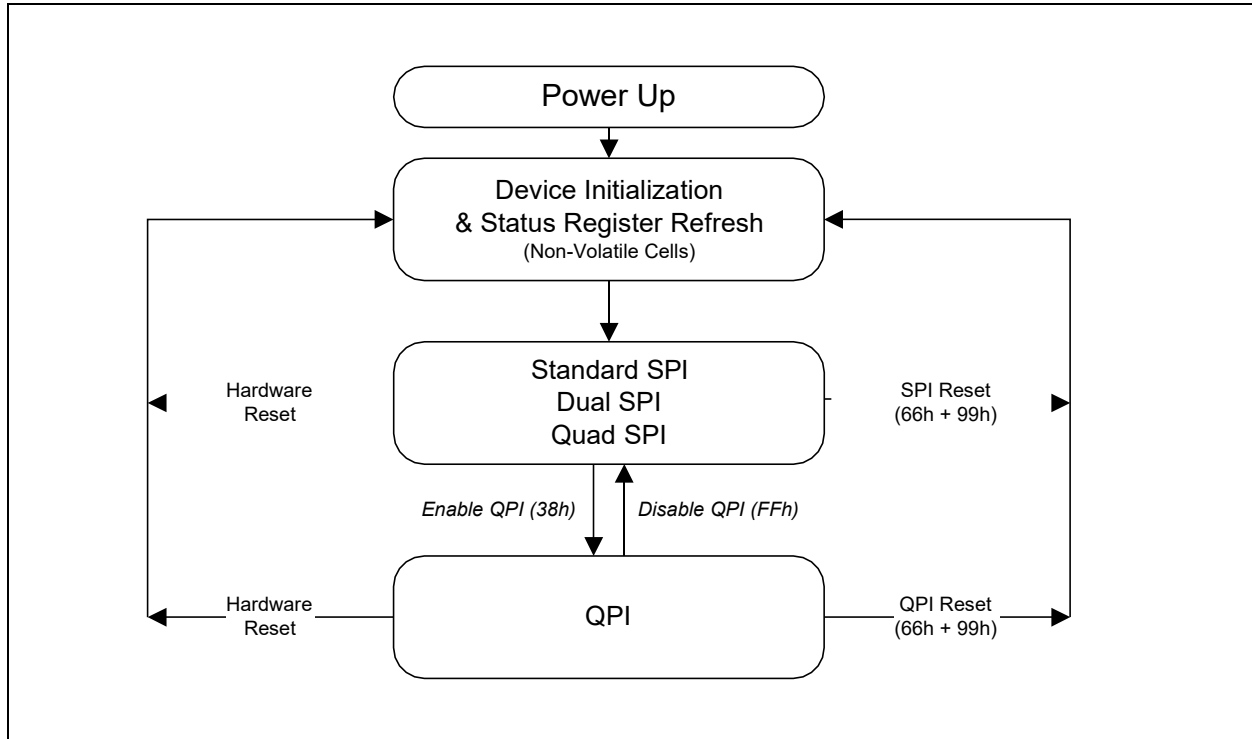 Power Up
Device Initialization
& Status Register Refresh
(Non-Volatile Cells)
Standard SPI
Dual SPI
Quad SPI
Hardware
Reset
SPI Reset
(66h + 99h)
Enable QPI (38h)
Disable QPI (FFh)
Hardware
Reset
QPI
QPI Reset
(66h + 99h)